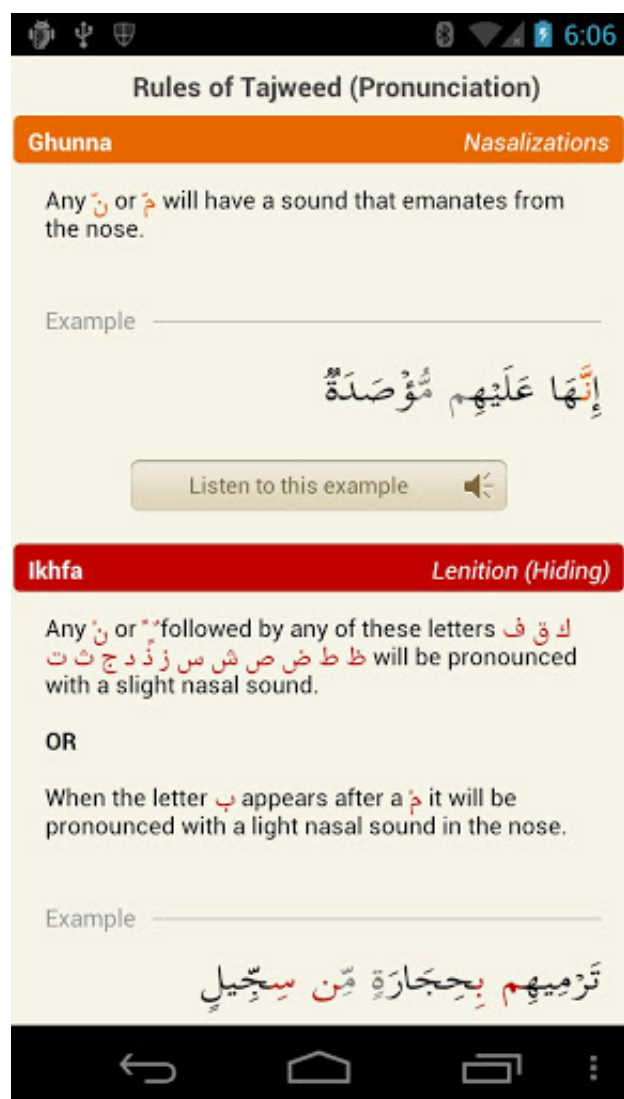 6:06
Rules of Tajweed (Pronunciation)
Ghunna Nasalizations
Any نّ or مّ will have a sound that emanates from
the nose.
Example
إِنَّهَا عَلَيْهِم مُّؤْصَدَةٌ
Listen to this example
Ikhfa Lenition (Hiding)
Any نْ or ـًـٍـٌ followed by any of these letters ك ق ف
ظ ط ض ص ش س ز ذ د ج ث ت will be pronounced
with a slight nasal sound.
OR
When the letter ب appears after a مْ it will be
pronounced with a light nasal sound in the nose.
Example
تَرْمِيهِم بِحِجَارَةٍ مِّن سِجِّيلٍ